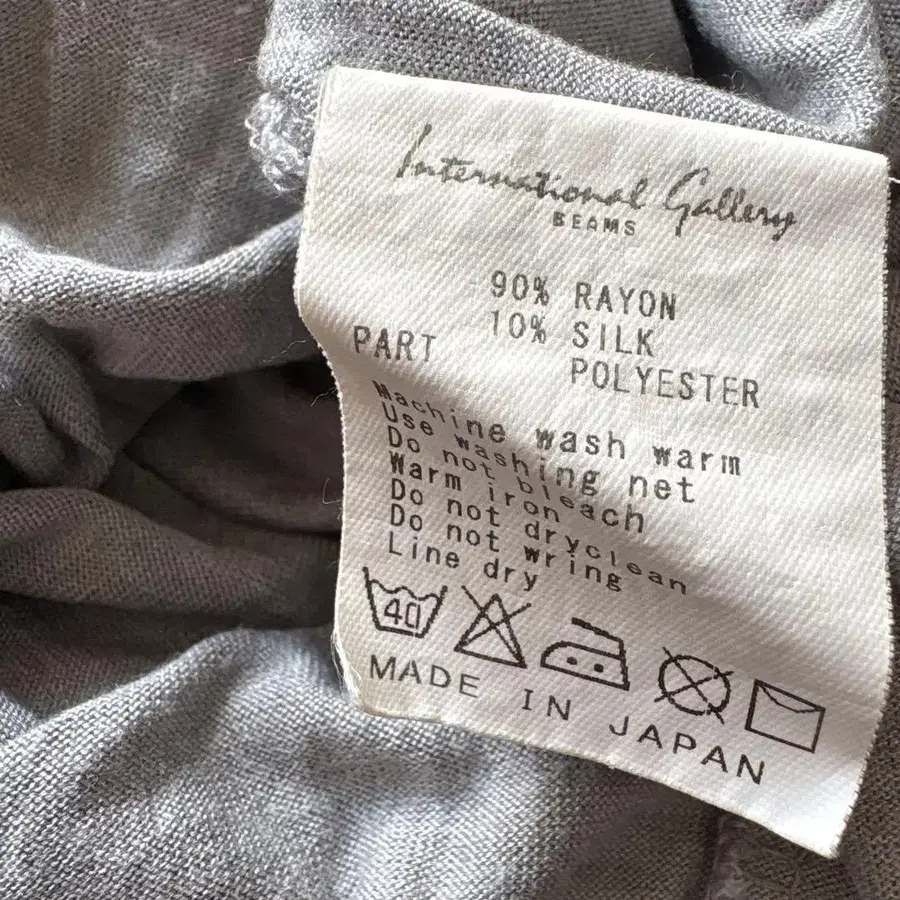 International Gallery
BEAMS
90% RAYON
10% SILK
PART POLYESTER
Machine wash warm
Use washing net
Do not bleach
Warm iron
Do not dryclean
Do not wring
Line dry
40
MADE IN JAPAN